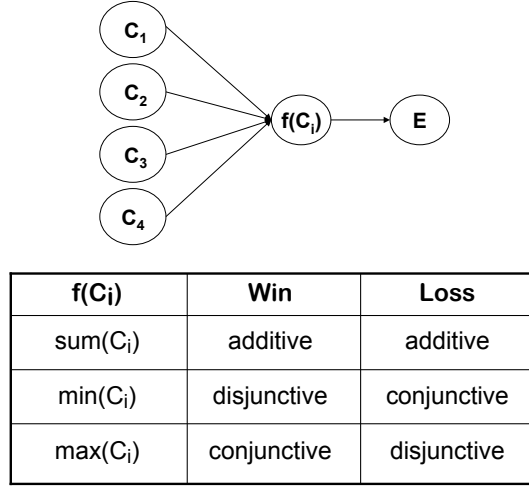 C1
C2
f(Ci)
E
C3
C4
f(Ci) Win Loss
sum(Ci) additive additive
min(Ci) disjunctive conjunctive
max(Ci) conjunctive disjunctive